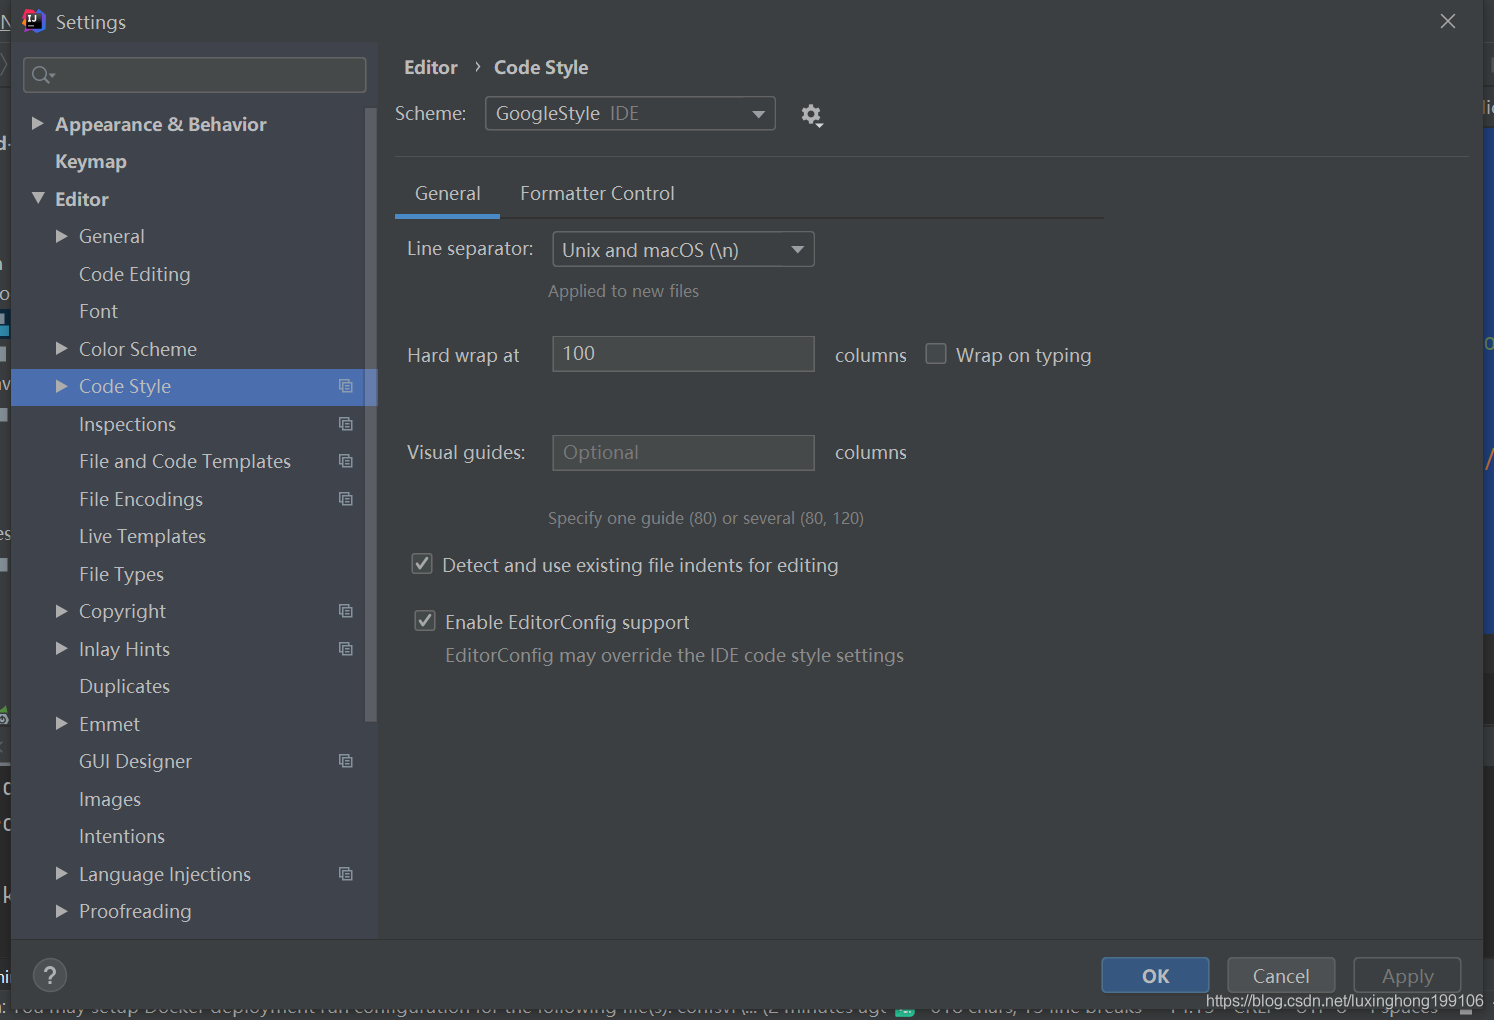 Settings
Appearance & Behavior
Keymap
Editor
General
Code Editing
Font
Color Scheme
Code Style
Inspections
File and Code Templates
File Encodings
Live Templates
File Types
Copyright
Inlay Hints
Duplicates
Emmet
GUI Designer
Images
Intentions
Language Injections
Proofreading
Editor › Code Style
Scheme: GoogleStyle IDE
General Formatter Control
Line separator: Unix and macOS (\n)
Applied to new files
Hard wrap at 100 columns Wrap on typing
Visual guides: Optional columns
Specify one guide (80) or several (80, 120)
Detect and use existing file indents for editing
Enable EditorConfig support
EditorConfig may override the IDE code style settings
? OK Cancel Apply
https://blog.csdn.net/luxinghong199106